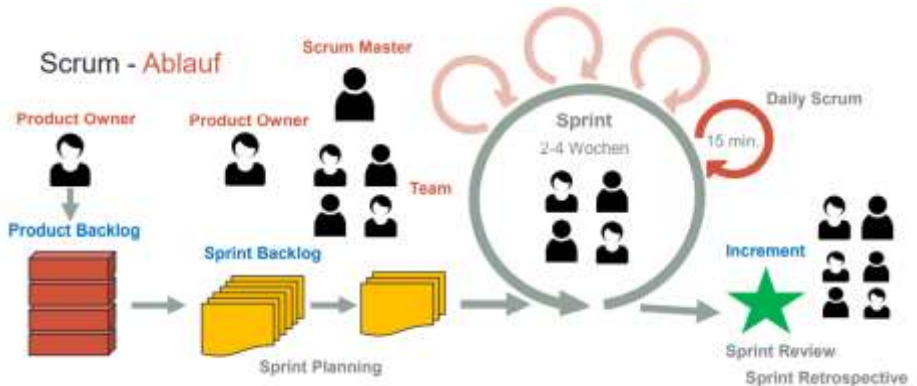 Scrum - Ablauf
Scrum Master
Product Owner
Product Owner
Team
Product Backlog
Sprint Backlog
Sprint Planning
Sprint
2-4 Wochen
Daily Scrum
15 min.
Increment
Sprint Review
Sprint Retrospective